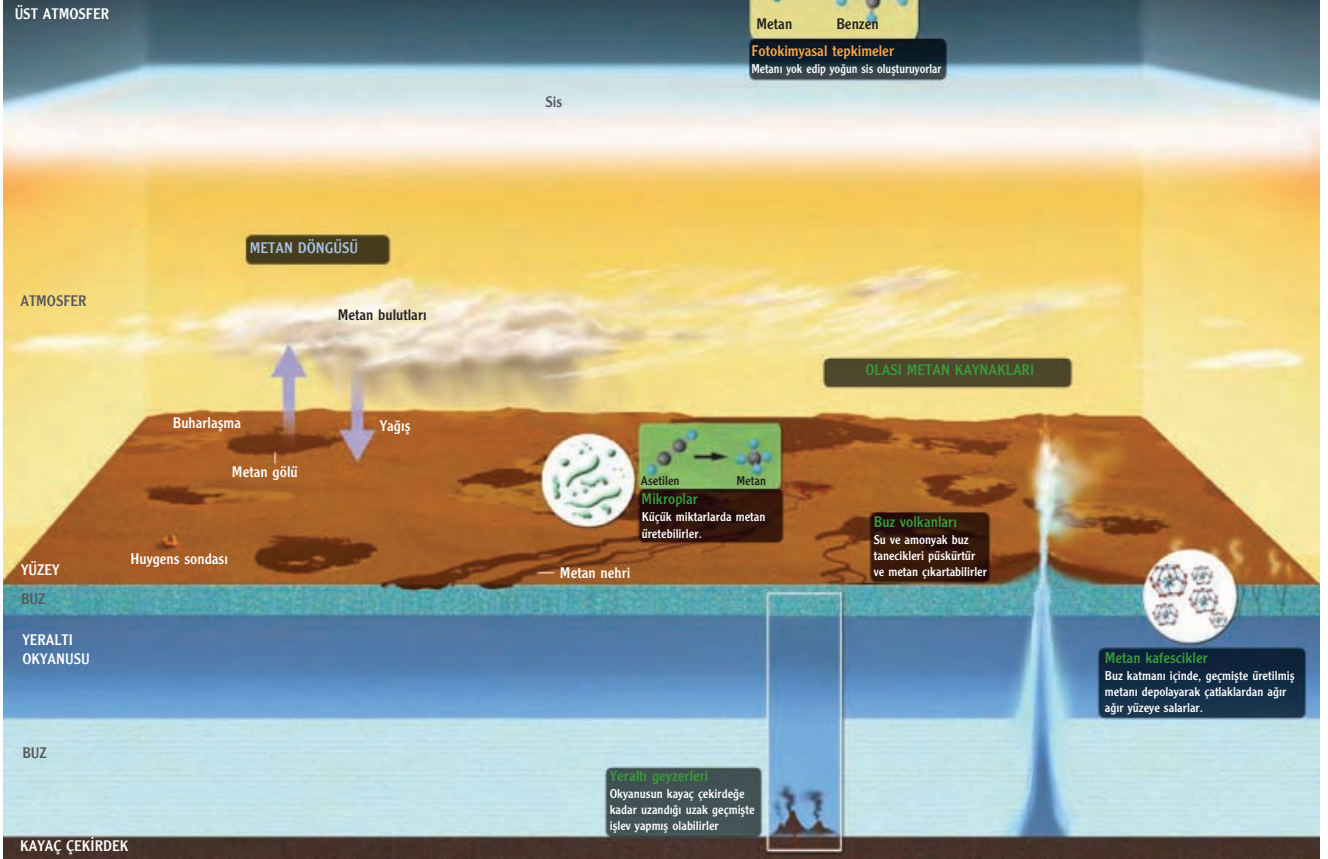 ÜST ATMOSFER
Metan Benzen
Fotokimyasal tepkimeler
Metanı yok edip yoğun sis oluşturuyorlar
Sis
METAN DÖNGÜSÜ
ATMOSFER
Metan bulutları
OLASI METAN KAYNAKLARI
Buharlaşma
Yağış
Metan gölü
Asetilen Metan
Mikroplar
Küçük miktarlarda metan
üretebilirler.
Buz volkanları
Su ve amonyak buz
tanecikleri püskürtür
ve metan çıkartabilirler
Huygens sondası
Metan nehri
YÜZEY
BUZ
YERALTI
OKYANUSU
Metan kafescikler
Buz katmanı içinde, geçmişte üretilmiş
metanı depolayarak çatlaklardan ağır
ağır yüzeye salarlar.
BUZ
Yeraltı geyzerleri
Okyanusun kayaç çekirdeğe
kadar uzandığı uzak geçmişte
işlev yapmış olabilirler
KAYAÇ ÇEKİRDEK